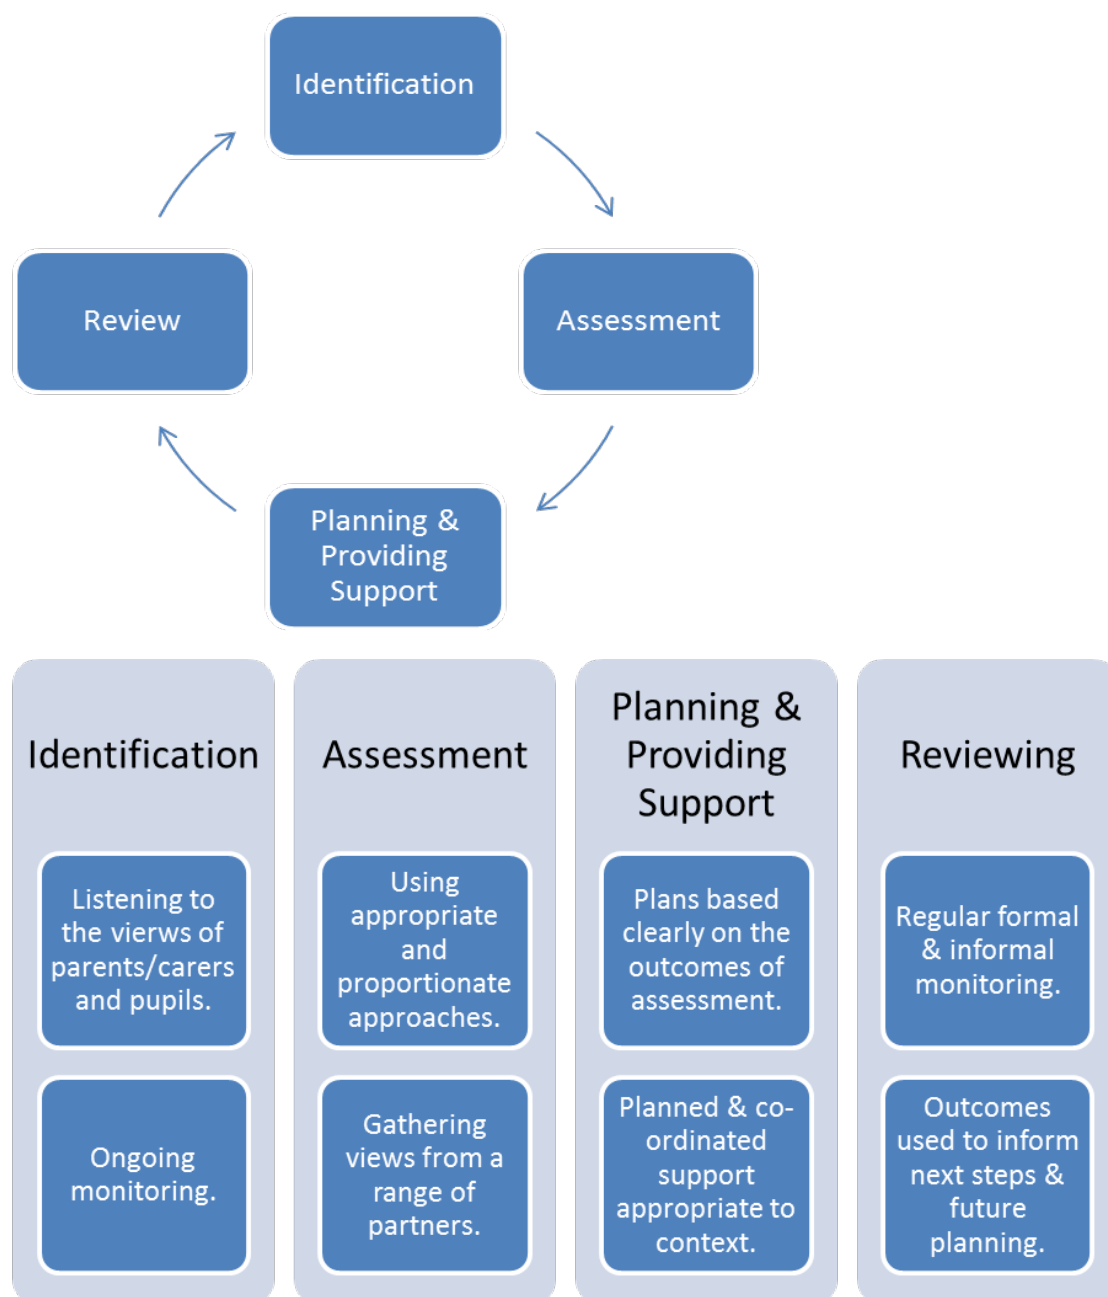 Identification
Review
Assessment
Planning &
Providing
Support
Identification
Listening to
the vierws of
parents/carers
and pupils.
Ongoing
monitoring.
Assessment
Using
appropriate
and
proportionate
approaches.
Gathering
views from a
range of
partners.
Planning &
Providing
Support
Plans based
clearly on the
outcomes of
assessment.
Planned & co-
ordinated
support
appropriate to
context.
Reviewing
Regular formal
& informal
monitoring.
Outcomes
used to inform
next steps &
future
planning.